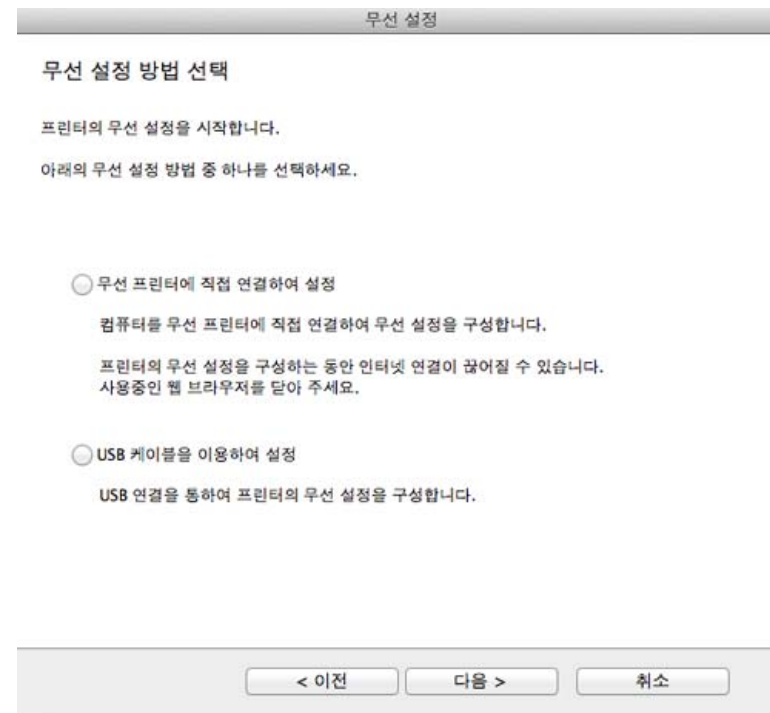 무선 설정
무선 설정 방법 선택
프린터의 무선 설정을 시작합니다.
아래의 무선 설정 방법 중 하나를 선택하세요.
무선 프린터에 직접 연결하여 설정
컴퓨터를 무선 프린터에 직접 연결하여 무선 설정을 구성합니다.
프린터의 무선 설정을 구성하는 동안 인터넷 연결이 끊어질 수 있습니다.
사용중인 웹 브라우저를 닫아 주세요.
USB 케이블을 이용하여 설정
USB 연결을 통하여 프린터의 무선 설정을 구성합니다.
< 이전 다음 > 취소